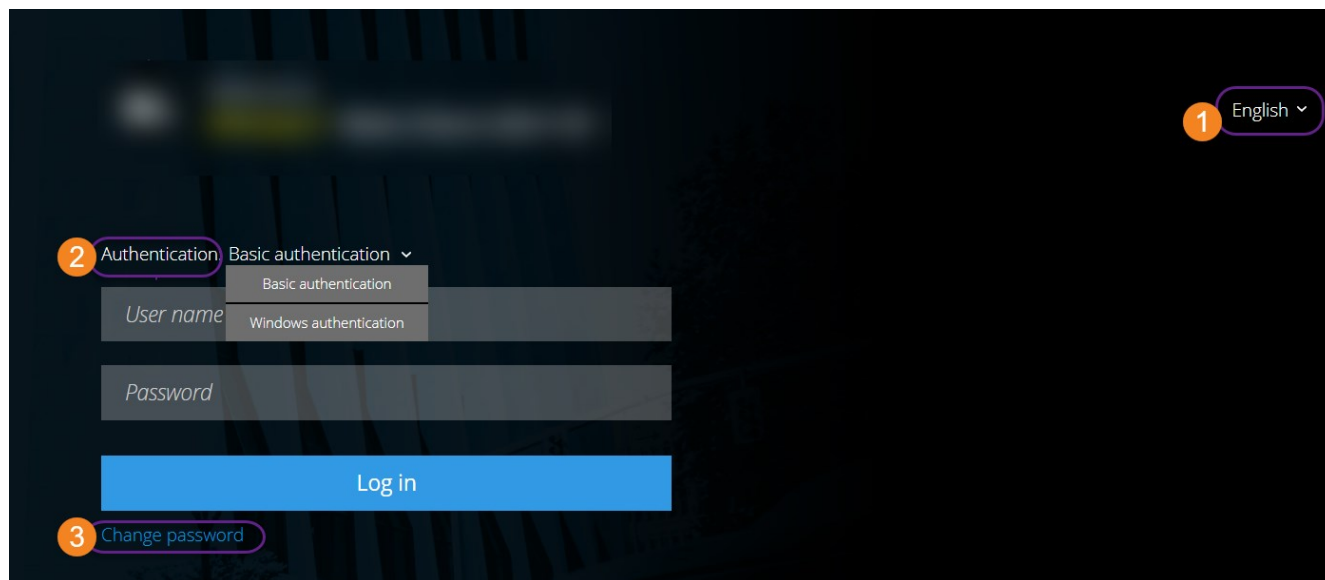 English
1
2
Authentication Basic authentication
Basic authentication
User name
Windows authentication
Password
Log in
3
Change password